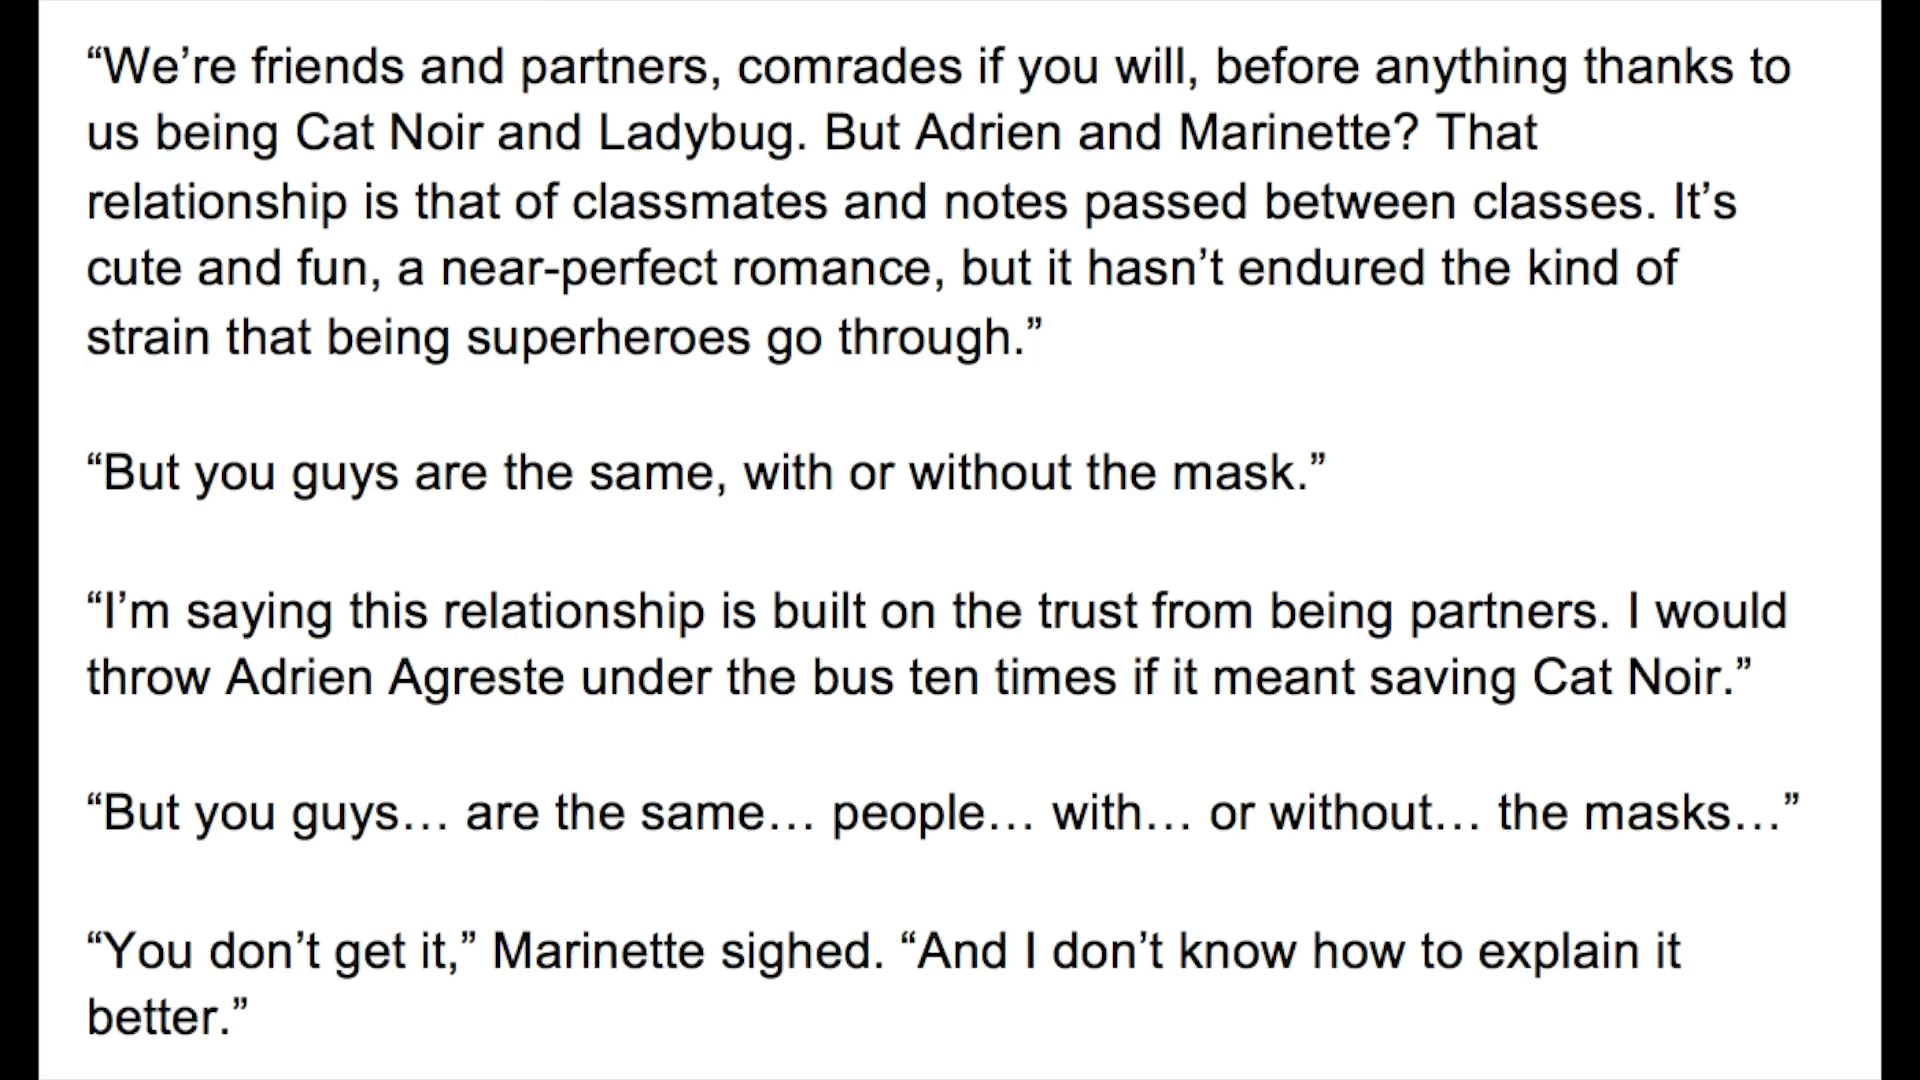 “We’re friends and partners, comrades if you will, before anything thanks to
us being Cat Noir and Ladybug. But Adrien and Marinette? That
relationship is that of classmates and notes passed between classes. It’s
cute and fun, a near-perfect romance, but it hasn’t endured the kind of
strain that being superheroes go through.”
“But you guys are the same, with or without the mask.”
“I’m saying this relationship is built on the trust from being partners. I would
throw Adrien Agreste under the bus ten times if it meant saving Cat Noir.”
“But you guys… are the same… people… with… or without… the masks…”
“You don’t get it,” Marinette sighed. “And I don’t know how to explain it
better.”